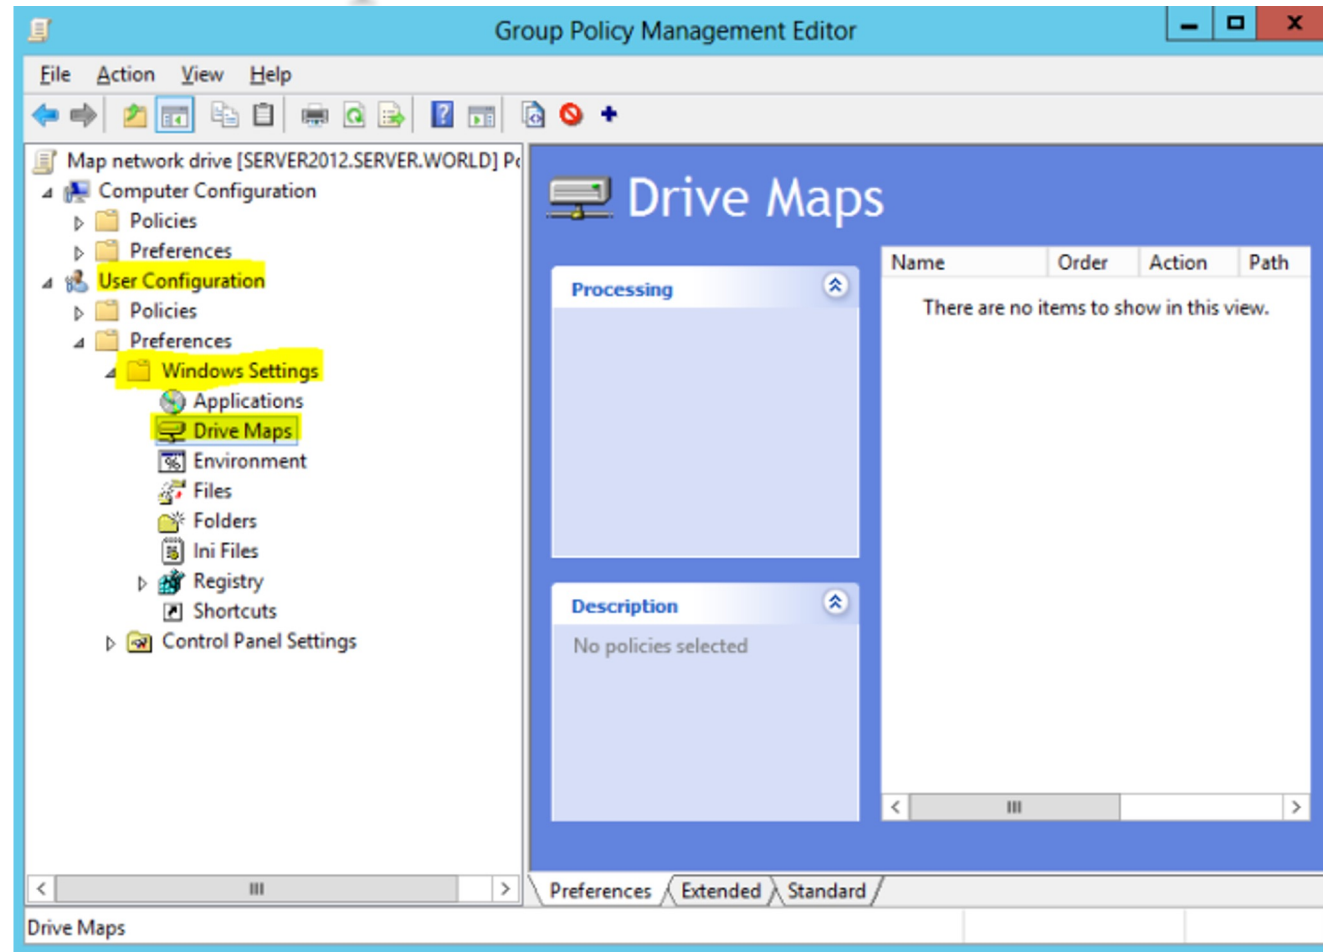 Group Policy Management Editor
File Action View Help
Map network drive [SERVER2012.SERVER.WORLD] Po
Computer Configuration
Policies
Preferences
User Configuration
Policies
Preferences
Windows Settings
Applications
Drive Maps
Environment
Files
Folders
Ini Files
Registry
Shortcuts
Control Panel Settings
Drive Maps
Processing
Description
No policies selected
Name Order Action Path
There are no items to show in this view.
Preferences Extended Standard
Drive Maps